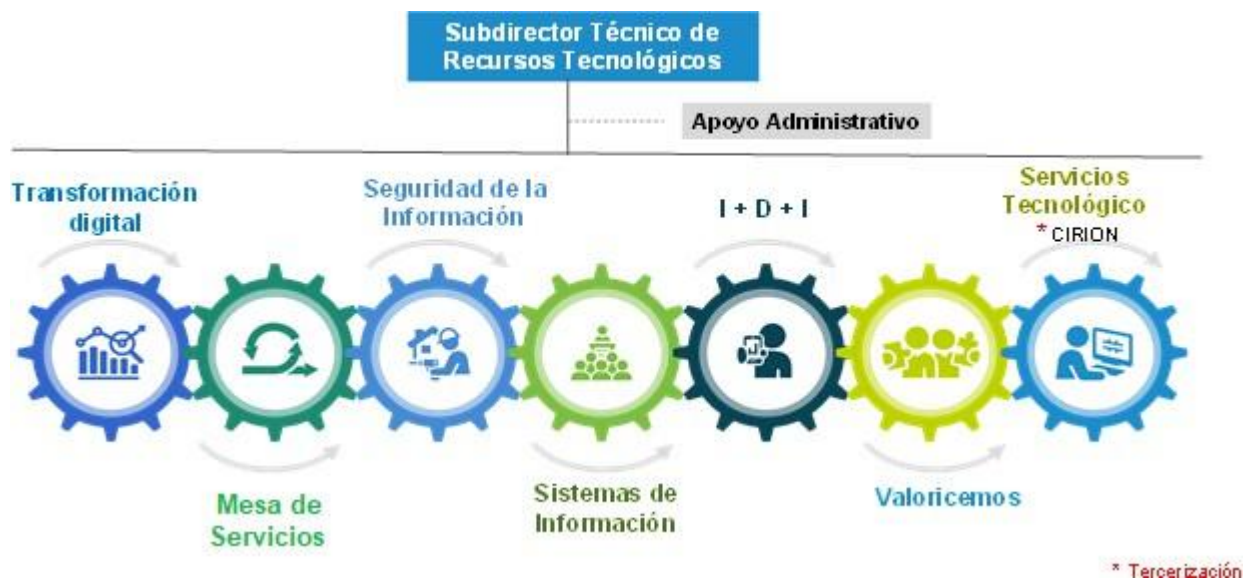 Subdirector Técnico de
Recursos Tecnológicos
Apoyo Administrativo
Transformación
digital
Seguridad de la
Información
I + D + I
Servicios
Tecnológico
* CIRION
Mesa de
Servicios
Sistemas de
Información
Valoricemos
* Tercerización